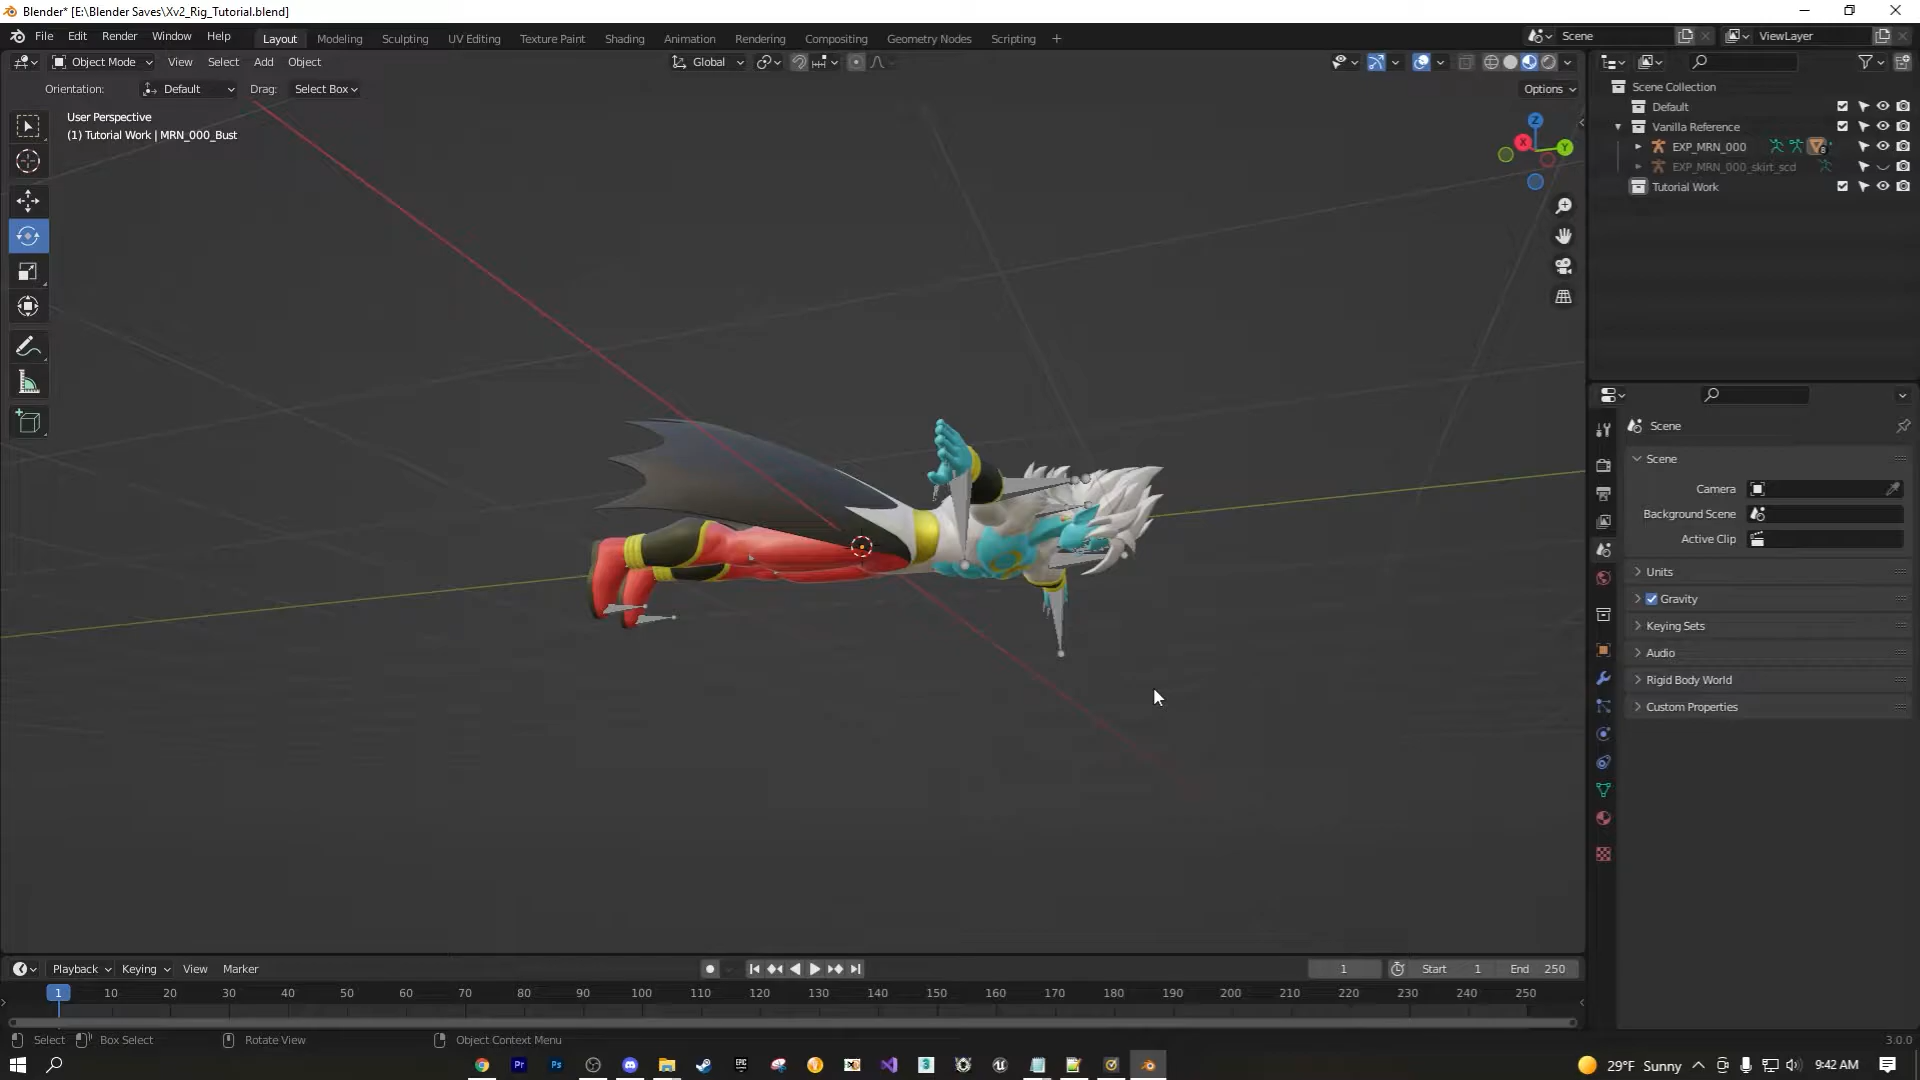 Blender* [E:\Blender Saves\Xv2_Rig_Tutorial.blend]
File Edit Render Window Help Layout Modeling Sculpting UV Editing Texture Paint Shading Animation Rendering Compositing Geometry Nodes Scripting + Scene ViewLayer
Object Mode View Select Add Object Global
Orientation: Default Drag: Select Box Options
User Perspective
(1) Tutorial Work | MRN_000_Bust
Z
X
Y
Scene Collection
Default
Vanilla Reference
EXP_MRN_000 8
EXP_MRN_000_skirt_scd
Tutorial Work
Scene
Scene
Camera
Background Scene
Active Clip
Units
Gravity
Keying Sets
Audio
Rigid Body World
Custom Properties
Playback Keying View Marker 1 Start 1 End 250
1 10 20 30 40 50 60 70 80 90 100 110 120 130 140 150 160 170 180 190 200 210 220 230 240 250
Select Box Select Rotate View Object Context Menu 3.0.0
Pr Ps EPIC 3 29°F Sunny 9:42 AM